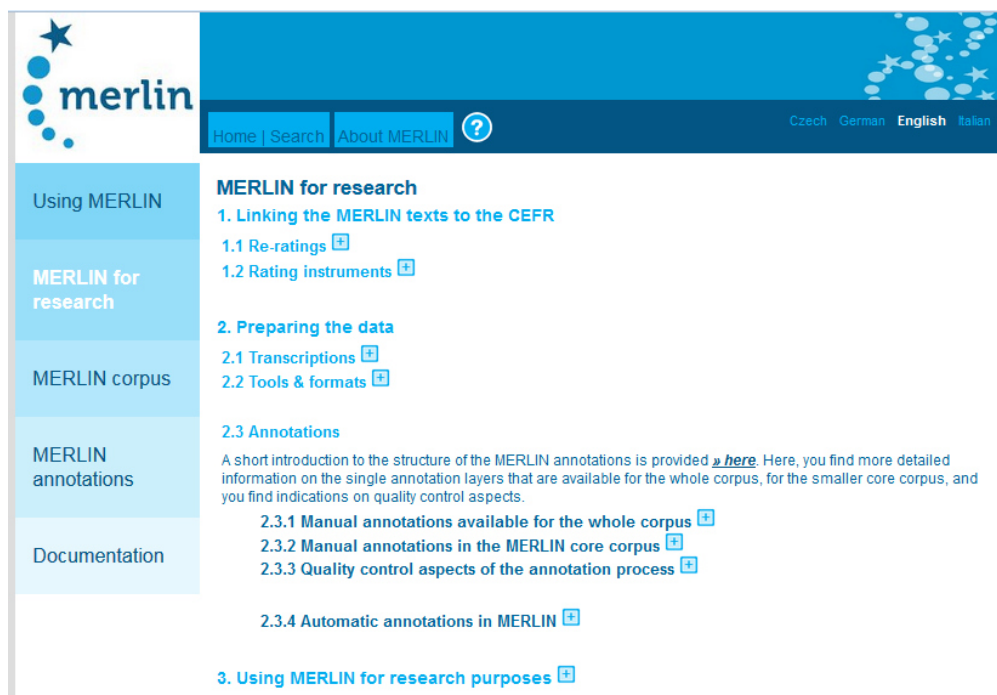 merlin
Home | Search About MERLIN ?
Czech German English Italian
Using MERLIN
MERLIN for
research
MERLIN corpus
MERLIN
annotations
Documentation
MERLIN for research
1. Linking the MERLIN texts to the CEFR
1.1 Re-ratings +
1.2 Rating instruments +
2. Preparing the data
2.1 Transcriptions +
2.2 Tools & formats +
2.3 Annotations
A short introduction to the structure of the MERLIN annotations is provided » here. Here, you find more detailed
information on the single annotation layers that are available for the whole corpus, for the smaller core corpus, and
you find indications on quality control aspects.
2.3.1 Manual annotations available for the whole corpus +
2.3.2 Manual annotations in the MERLIN core corpus +
2.3.3 Quality control aspects of the annotation process +
2.3.4 Automatic annotations in MERLIN +
3. Using MERLIN for research purposes +